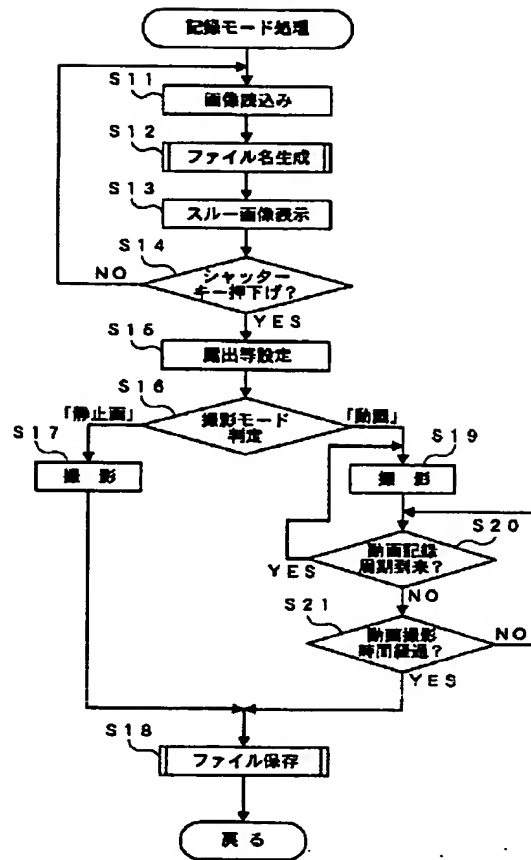 記録モード処理
S11
画像読込み
S12
ファイル名生成
S13
スルー画像表示
S14
NO
シャッター
キー押下げ?
YES
S15
露出等設定
S16
「静止画」
撮影モード
判定
「動画」
S17
撮 影
S19
撮 影
S20
動画記録
周期到来?
YES
NO
S21
動画撮影
時間経過?
NO
YES
S18
ファイル保存
戻 る